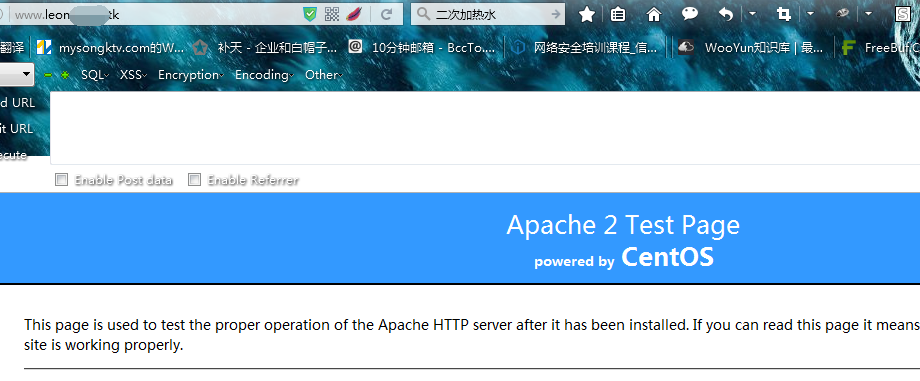 www.leon tk
二次加热水
翻译 mysongktv.com的W... 补天 - 企业和白帽子... 10分钟邮箱 - BccTo.... 网络安全培训课程_信... WooYun知识库 | 最... FreeBuf.C
SQL XSS Encryption Encoding Other
d URL
it URL
ecute
Enable Post data Enable Referrer
Apache 2 Test Page
powered by CentOS
This page is used to test the proper operation of the Apache HTTP server after it has been installed. If you can read this page it means
site is working properly.